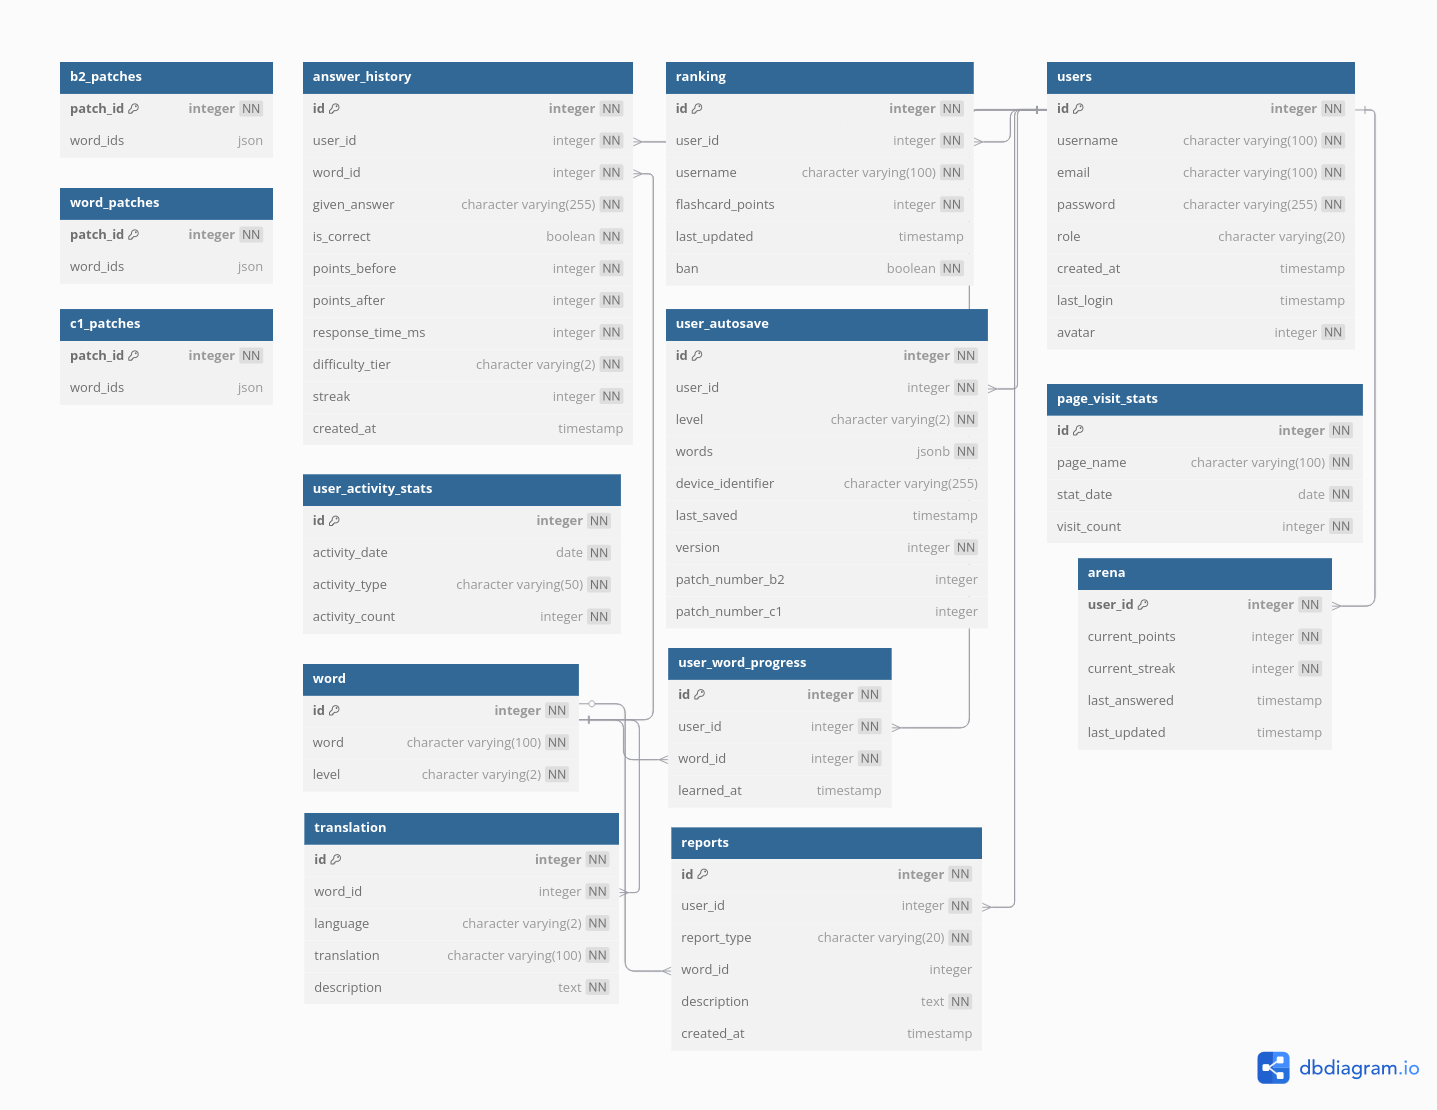 b2_patches
patch_id integer NN
word_ids json
word_patches
patch_id integer NN
word_ids json
c1_patches
patch_id integer NN
word_ids json
answer_history
id integer NN
user_id integer NN
word_id integer NN
given_answer character varying(255) NN
is_correct boolean NN
points_before integer NN
points_after integer NN
response_time_ms integer NN
difficulty_tier character varying(2) NN
streak integer NN
created_at timestamp
user_activity_stats
id integer NN
activity_date date NN
activity_type character varying(50) NN
activity_count integer NN
word
id integer NN
word character varying(100) NN
level character varying(2) NN
translation
id integer NN
word_id integer NN
language character varying(2) NN
translation character varying(100) NN
description text NN
ranking
id integer NN
user_id integer NN
username character varying(100) NN
flashcard_points integer NN
last_updated timestamp
ban boolean NN
user_autosave
id integer NN
user_id integer NN
level character varying(2) NN
words jsonb NN
device_identifier character varying(255)
last_saved timestamp
version integer NN
patch_number_b2 integer
patch_number_c1 integer
user_word_progress
id integer NN
user_id integer NN
word_id integer NN
learned_at timestamp
reports
id integer NN
user_id integer NN
report_type character varying(20) NN
word_id integer
description text NN
created_at timestamp
users
id integer NN
username character varying(100) NN
email character varying(100) NN
password character varying(255) NN
role character varying(20)
created_at timestamp
last_login timestamp
avatar integer NN
page_visit_stats
id integer NN
page_name character varying(100) NN
stat_date date NN
visit_count integer NN
arena
user_id integer NN
current_points integer NN
current_streak integer NN
last_answered timestamp
last_updated timestamp
dbdiagram.io